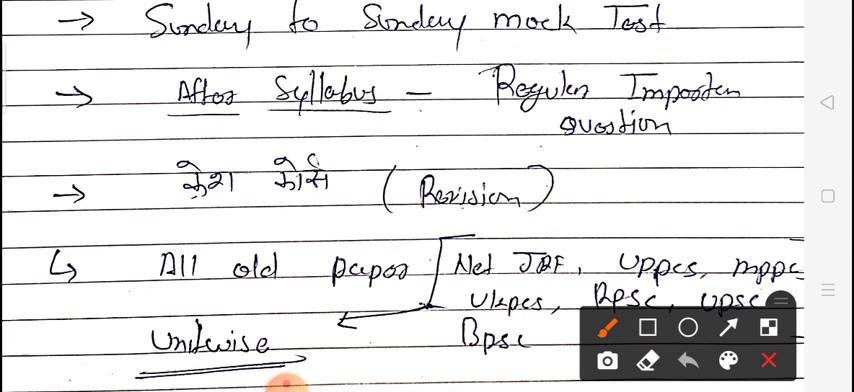 → Sunday to Sunday mock Test
→ After Syllabus – Regular Importen
question
→ क्रेश कोर्स (Revision)
↳ All old paper Net JRF, UPPCS, mppc
Ukpcs, Rpsc, UPSC
Unitwise Bpsc